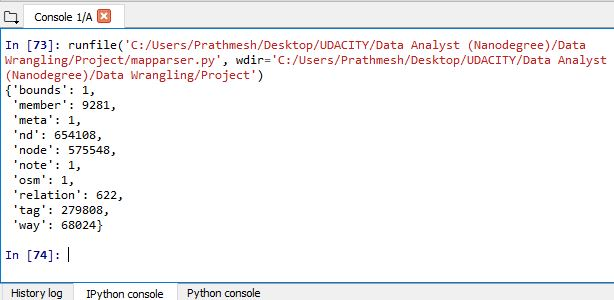 Console 1/A
In [73]: runfile('C:/Users/Prathmesh/Desktop/UDACITY/Data Analyst (Nanodegree)/Data
Wrangling/Project/mapparser.py', wdir='C:/Users/Prathmesh/Desktop/UDACITY/Data Analyst
(Nanodegree)/Data Wrangling/Project')
{'bounds': 1,
'member': 9281,
'meta': 1,
'nd': 654108,
'node': 575548,
'note': 1,
'osm': 1,
'relation': 622,
'tag': 279808,
'way': 68024}
In [74]:
History log IPython console Python console